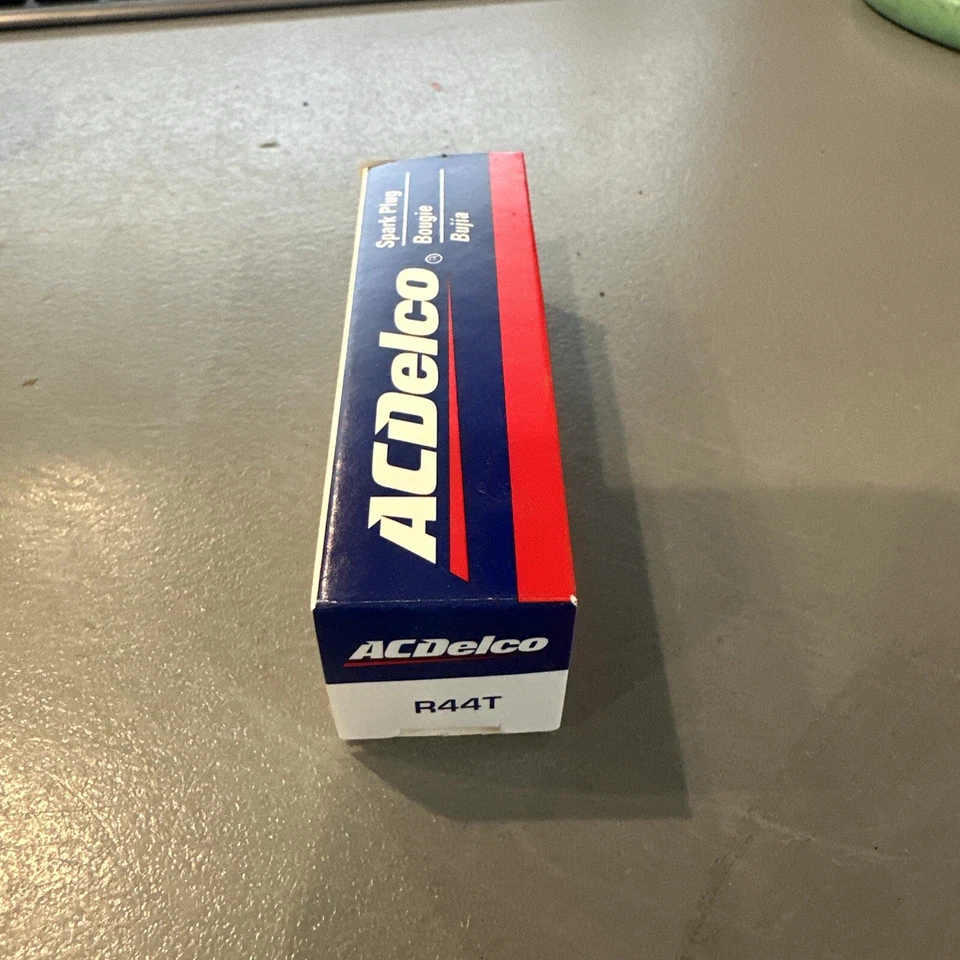 ACDelco®
Spark Plug
Bougie
Bujía
ACDelco
R44T